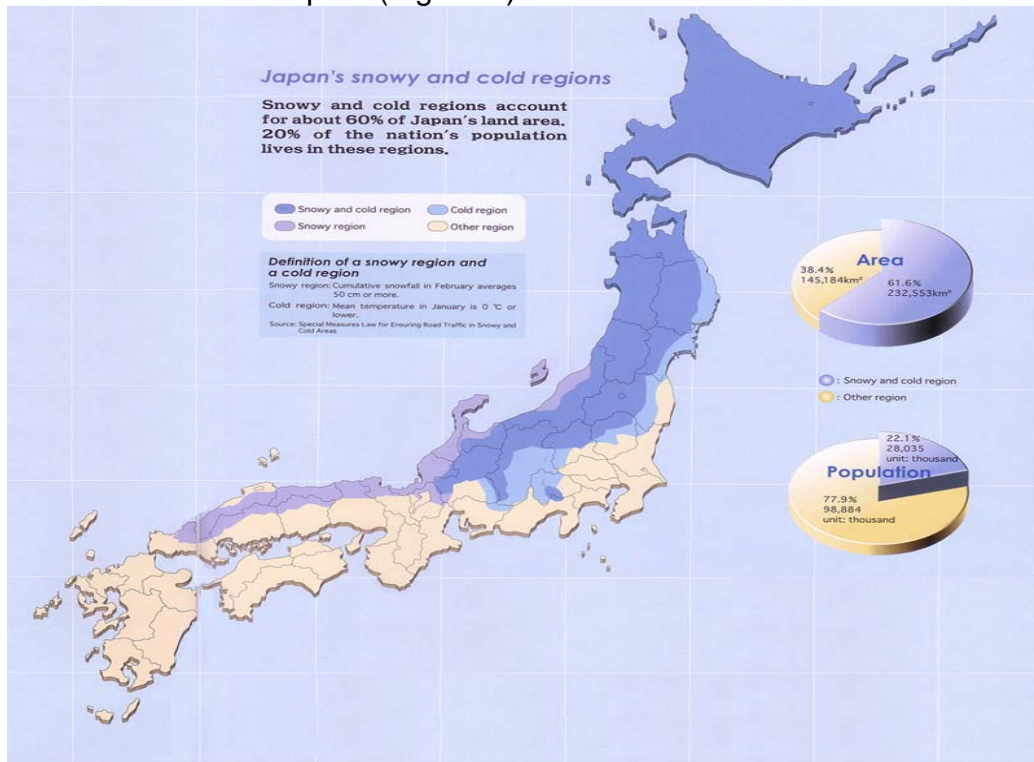 Japan's snowy and cold regions
Snowy and cold regions account
for about 60% of Japan's land area.
20% of the nation's population
lives in these regions.
Snowy and cold region
Cold region
Snowy region
Other region
Definition of a snowy region and
a cold region
Snowy region: Cumulative snowfall in February averages
50 cm or more.
Cold region: Mean temperature in January is 0 ℃ or
lower.
Source: Special Measures Law for Ensuring Road Traffic in Snowy and
Cold Areas
Area
38.4%
145,184km²
61.6%
232,553km²
: Snowy and cold region
: Other region
22.1%
28,035
unit: thousand
Population
77.9%
98,884
unit: thousand